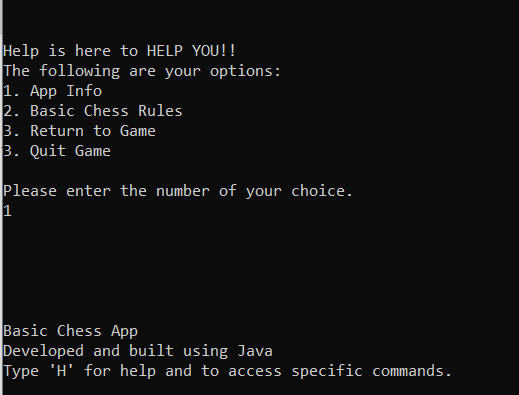 Help is here to HELP YOU!!
The following are your options:
1. App Info
2. Basic Chess Rules
3. Return to Game
3. Quit Game
Please enter the number of your choice.
1
Basic Chess App
Developed and built using Java
Type 'H' for help and to access specific commands.